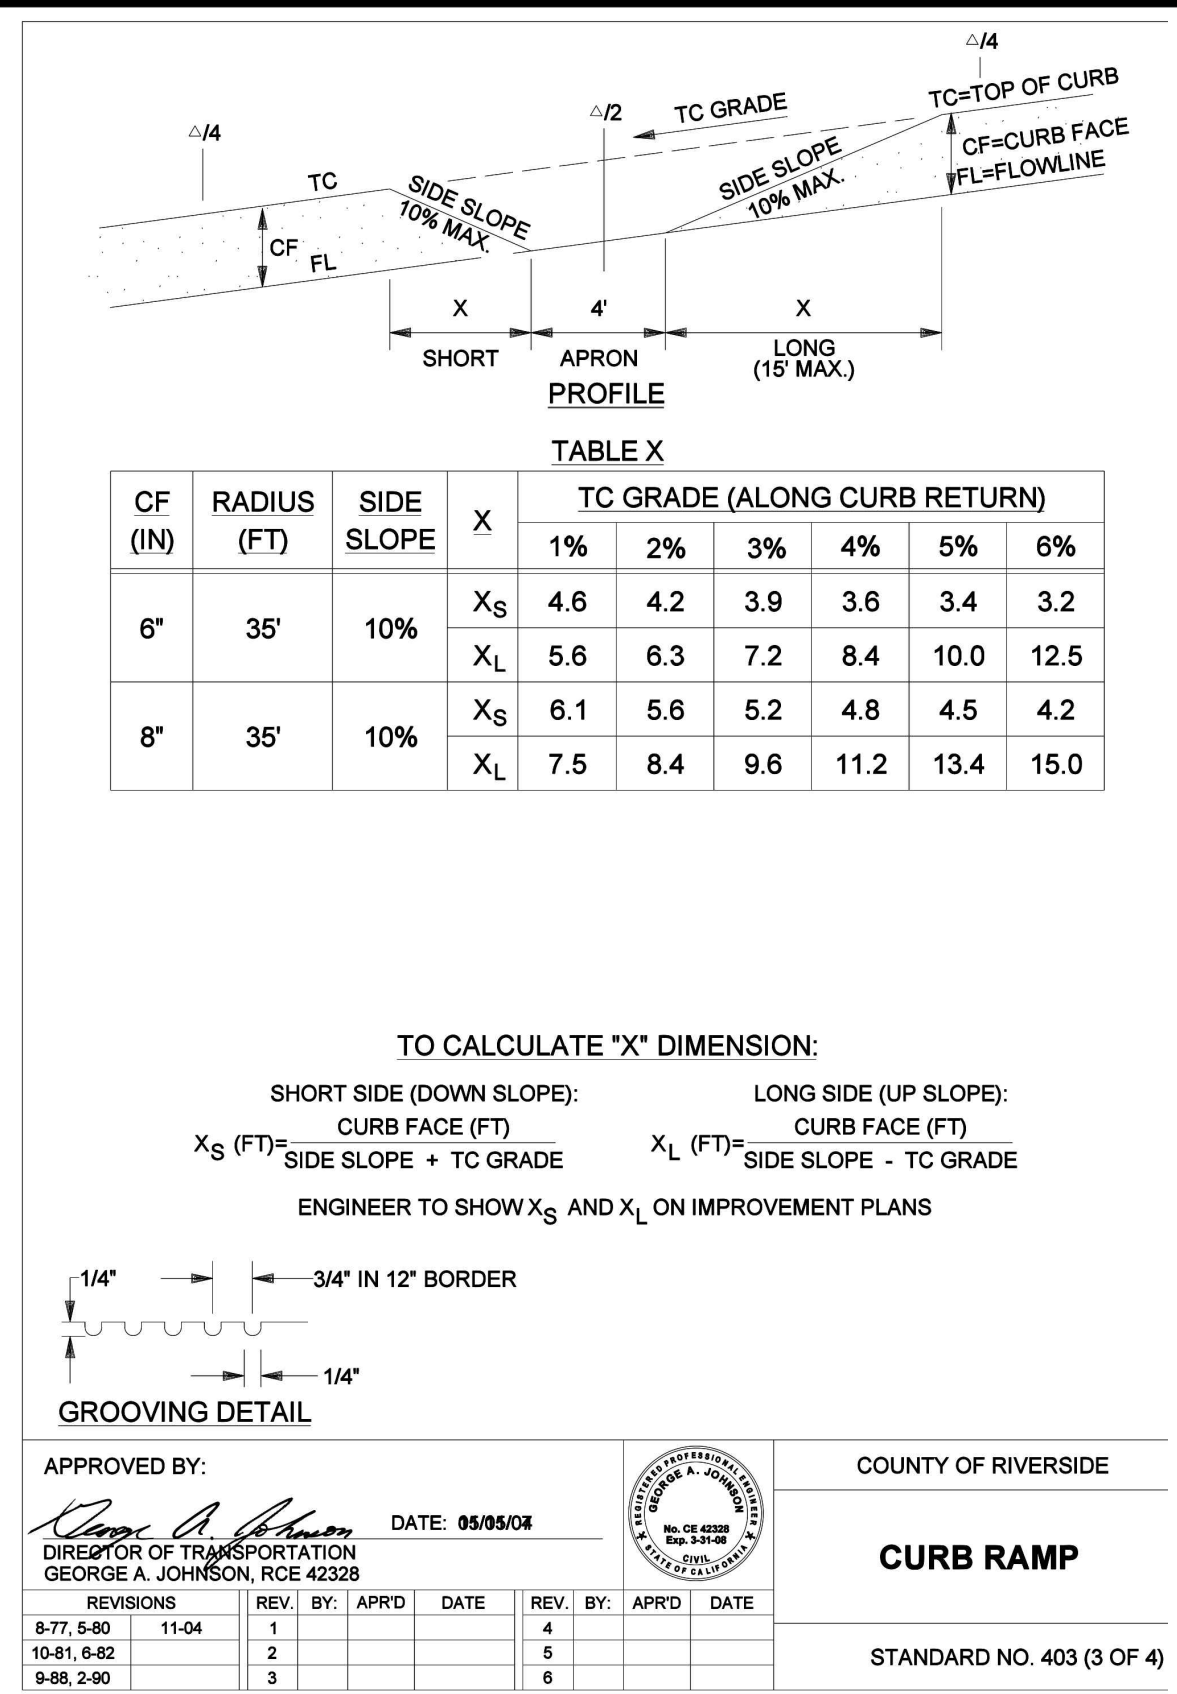 △/4
TC=TOP OF CURB
△/2
TC GRADE
△/4
CF=CURB FACE
SIDE SLOPE
10% MAX.
FL=FLOWLINE
TC
SIDE SLOPE
10% MAX.
CF
FL
X
4'
X
SHORT
APRON
LONG
(15' MAX.)
PROFILE
TABLE X
CF (IN) RADIUS (FT) SIDE SLOPE X TC GRADE (ALONG CURB RETURN)
1% 2% 3% 4% 5% 6%
6" 35' 10% XS 4.6 4.2 3.9 3.6 3.4 3.2
XL 5.6 6.3 7.2 8.4 10.0 12.5
8" 35' 10% XS 6.1 5.6 5.2 4.8 4.5 4.2
XL 7.5 8.4 9.6 11.2 13.4 15.0
TO CALCULATE "X" DIMENSION:
SHORT SIDE (DOWN SLOPE):
XS (FT)= CURB FACE (FT)
SIDE SLOPE + TC GRADE
LONG SIDE (UP SLOPE):
XL (FT)= CURB FACE (FT)
SIDE SLOPE - TC GRADE
ENGINEER TO SHOW XS AND XL ON IMPROVEMENT PLANS
1/4"
3/4" IN 12" BORDER
1/4"
GROOVING DETAIL
APPROVED BY:
George A. Johnson
DATE:
DIRECTOR OF TRANSPORTATION
GEORGE A. JOHNSON, RCE 42328
REGISTERED PROFESSIONAL ENGINEER
GEORGE A. JOHNSON
No. CE 42328
Exp. 3-31-08
CIVIL
STATE OF CALIFORNIA
COUNTY OF RIVERSIDE
CURB RAMP
STANDARD NO. 403 (3 OF 4)
REVISIONS REV. BY: APR'D DATE REV. BY: APR'D DATE
8-77, 5-80 11-04 1 4
10-81, 6-82 2 5
9-88, 2-90 3 6